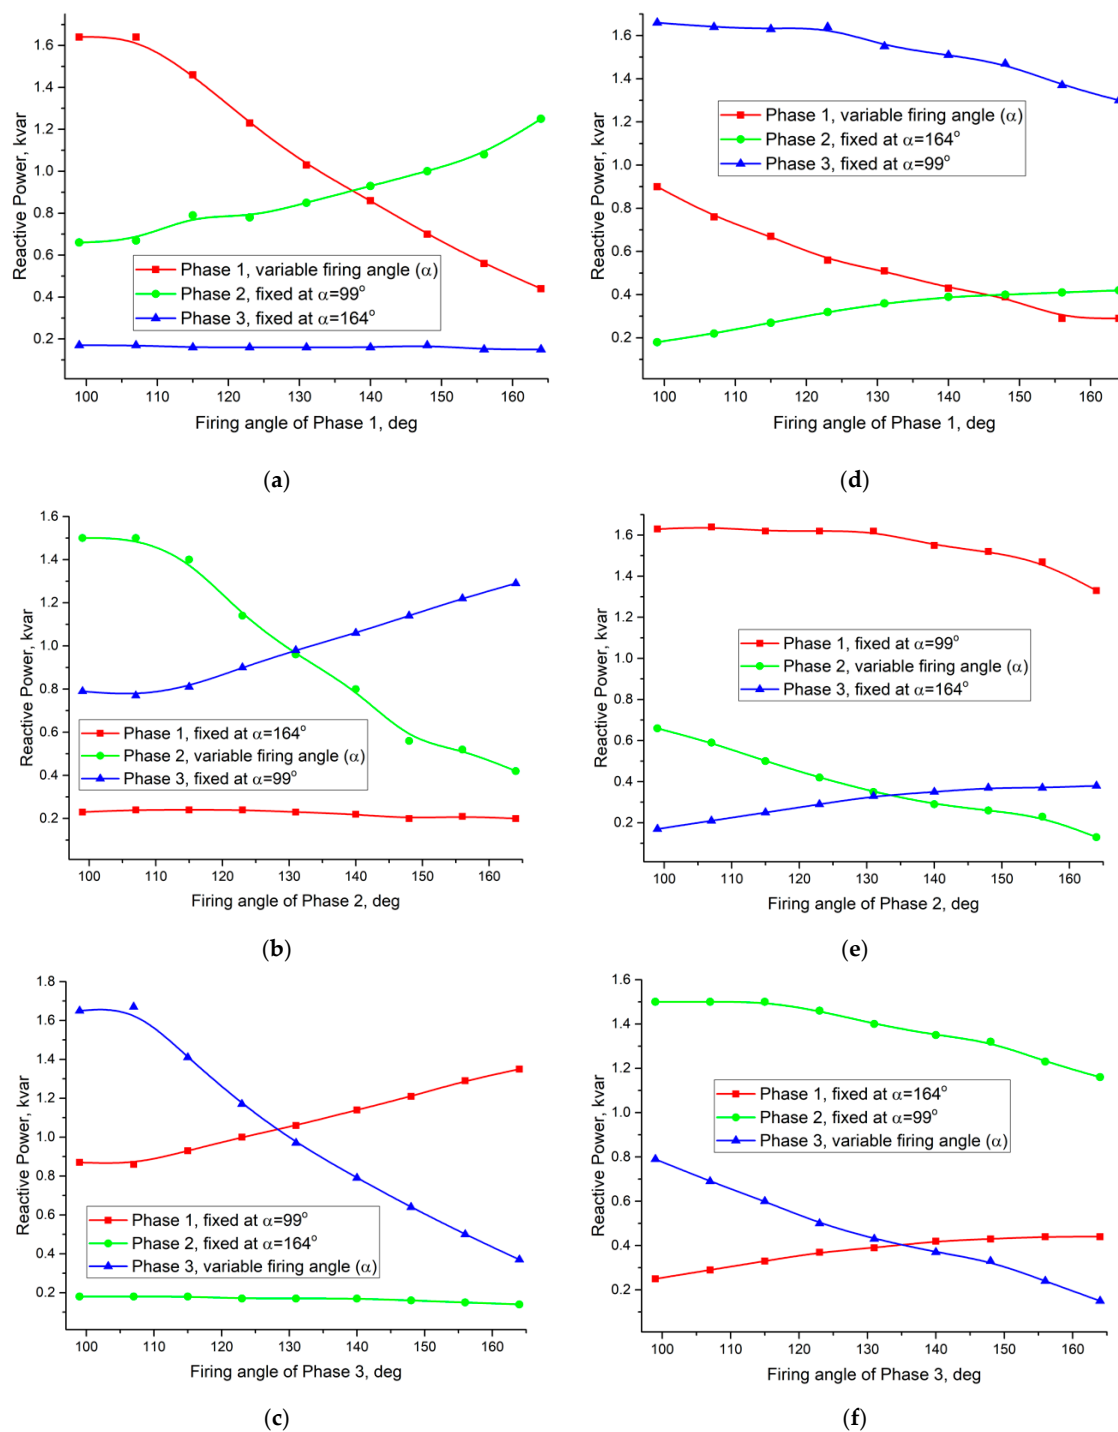 1.6
1.4
1.2
1.0
0.8
0.6
0.4
0.2
Reactive Power, kvar
Phase 1, variable firing angle (α)
Phase 2, fixed at α=99°
Phase 3, fixed at α=164°
100 110 120 130 140 150 160
Firing angle of Phase 1, deg
(a)
1.6
1.4
1.2
1.0
0.8
0.6
0.4
0.2
Reactive Power, kvar
Phase 1, variable firing angle (α)
Phase 2, fixed at α=164°
Phase 3, fixed at α=99°
100 110 120 130 140 150 160
Firing angle of Phase 1, deg
(d)
1.6
1.4
1.2
1.0
0.8
0.6
0.4
0.2
Reactive Power, kvar
Phase 1, fixed at α=164°
Phase 2, variable firing angle (α)
Phase 3, fixed at α=99°
100 110 120 130 140 150 160
Firing angle of Phase 2, deg
(b)
1.6
1.4
1.2
1.0
0.8
0.6
0.4
0.2
Reactive Power, kvar
Phase 1, fixed at α=99°
Phase 2, variable firing angle (α)
Phase 3, fixed at α=164°
100 110 120 130 140 150 160
Firing angle of Phase 2, deg
(e)
1.8
1.6
1.4
1.2
1.0
0.8
0.6
0.4
0.2
Reactive Power, kvar
Phase 1, fixed at α=99°
Phase 2, fixed at α=164°
Phase 3, variable firing angle (α)
100 110 120 130 140 150 160
Firing angle of Phase 3, deg
(c)
1.6
1.4
1.2
1.0
0.8
0.6
0.4
0.2
Reactive Power, kvar
Phase 1, fixed at α=164°
Phase 2, fixed at α=99°
Phase 3, variable firing angle (α)
100 110 120 130 140 150 160
Firing angle of Phase 3, deg
(f)